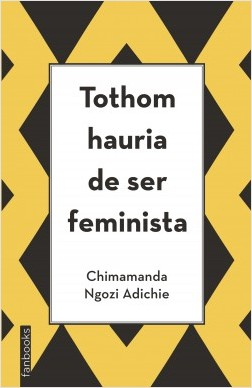 Tothom
hauria
de ser
feminista
Chimamanda
Ngozi Adichie
fanbooks